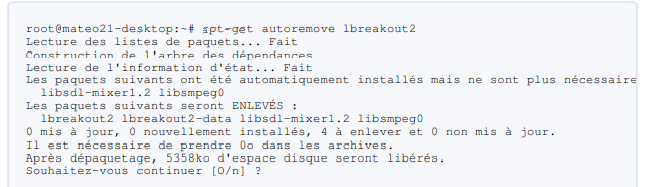 root@mateo21-desktop:~# apt-get autoremove lbreakout2
Lecture des listes de paquets... Fait
Construction de l'arbre des dépendances
Lecture de l'information d'état... Fait
Les paquets suivants ont été automatiquement installés mais ne sont plus nécessaire
libsdl-mixer1.2 libsmpeg0
Les paquets suivants seront ENLEVÉS :
lbreakout2 lbreakout2-data libsdl-mixer1.2 libsmpeg0
0 mis à jour, 0 nouvellement installés, 4 à enlever et 0 non mis à jour.
Il est nécessaire de prendre 0o dans les archives.
Après dépaquetage, 5358ko d'espace disque seront libérés.
Souhaitez-vous continuer [O/n] ?